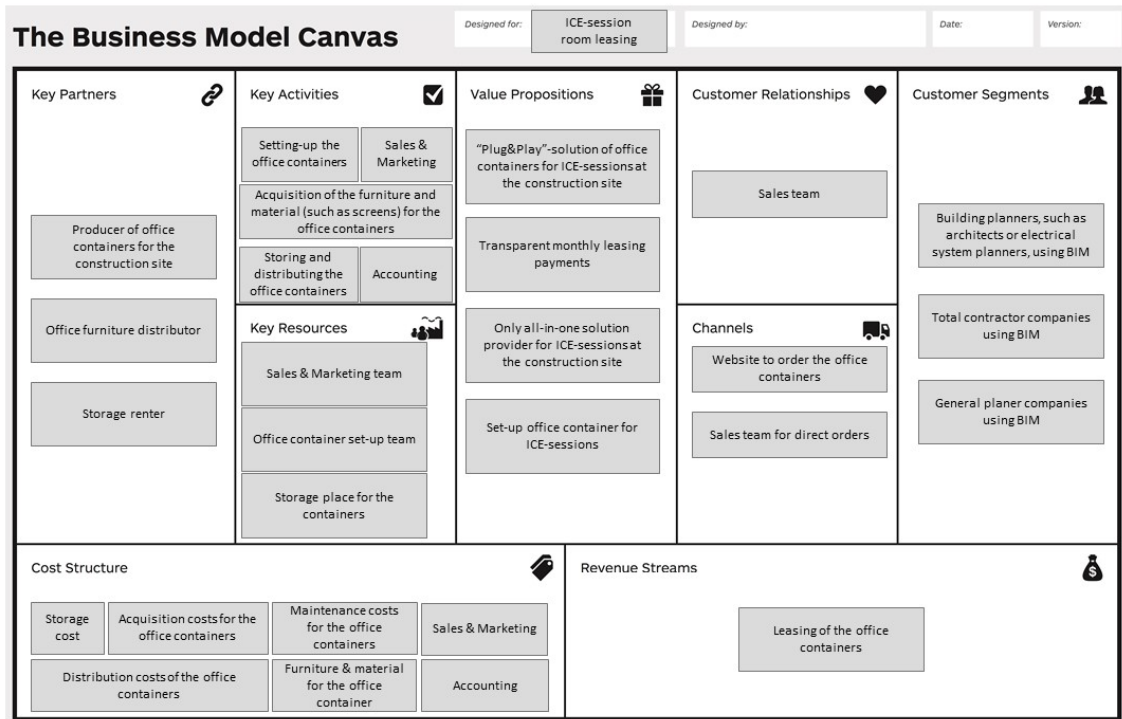 The Business Model Canvas
Designed for:
ICE-session
room leasing
Designed by:
Date:
Version:
Key Partners
Producer of office
containers for the
construction site
Office furniture distributor
Storage renter
Key Activities
Setting-up the
office containers
Sales &
Marketing
Acquisition of the furniture and
material (such as screens) for the
office containers
Storing and
distributing the
office containers
Accounting
Key Resources
Sales & Marketing team
Office container set-up team
Storage place for the
containers
Value Propositions
“Plug&Play”-solution of office
containers for ICE-sessions at
the construction site
Transparent monthly leasing
payments
Only all-in-one solution
provider for ICE-sessions at
the construction site
Set-up office container for
ICE-sessions
Customer Relationships
Sales team
Channels
Website to order the office
containers
Sales team for direct orders
Customer Segments
Building planners, such as
architects or electrical
system planners, using BIM
Total contractor companies
using BIM
General planer companies
using BIM
Cost Structure
Storage
cost
Acquisition costs for the
office containers
Maintenance costs
for the office
containers
Sales & Marketing
Distribution costs of the office
containers
Furniture & material
for the office
container
Accounting
Revenue Streams
$
Leasing of the office
containers